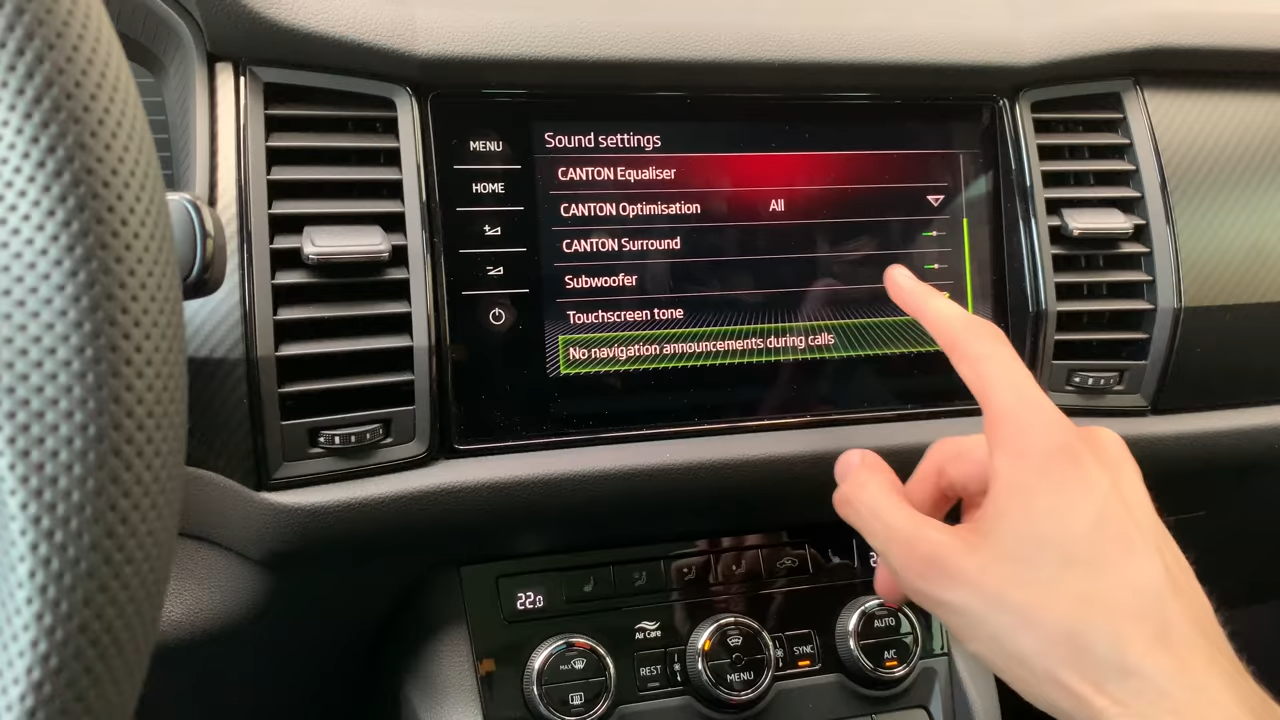 MENU
HOME
Sound settings
CANTON Equaliser
CANTON Optimisation All
CANTON Surround
Subwoofer
Touchscreen tone
No navigation announcements during calls
22.0
Air Care
MAX
REST
MENU
SYNC
AUTO
A/C